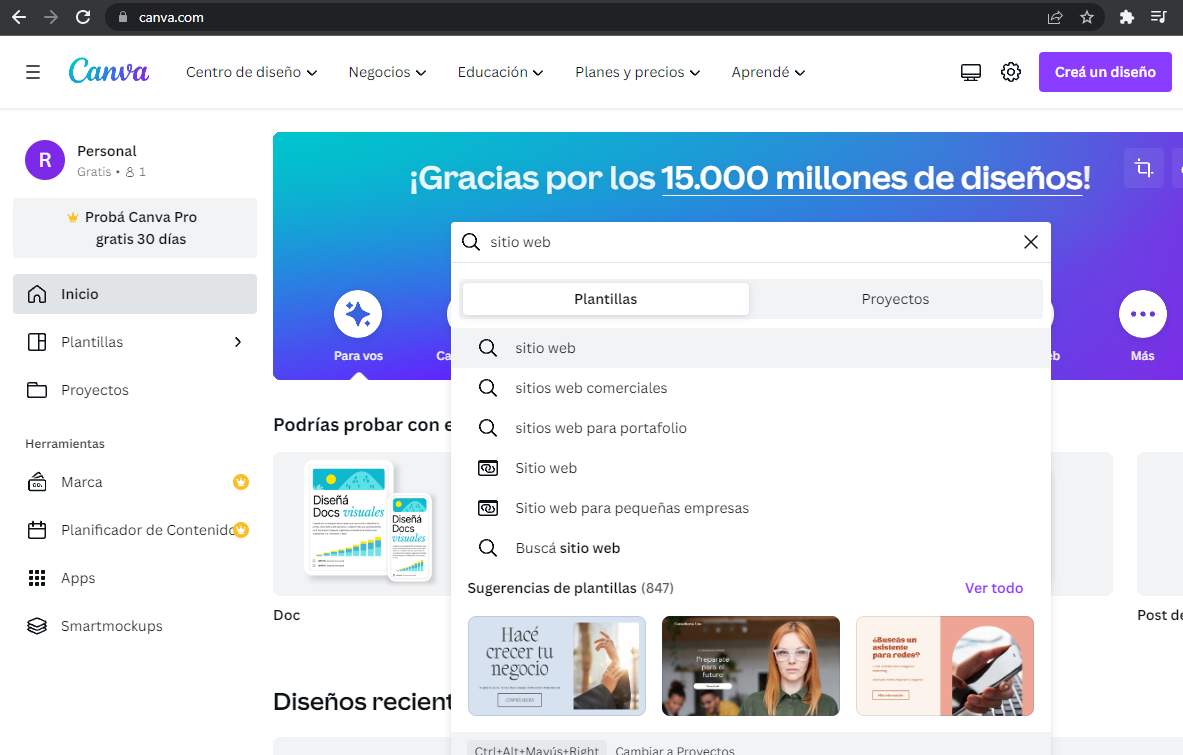 canva.com
Canva
Centro de diseño
Negocios
Educación
Planes y precios
Aprendé
Creá un diseño
R
Personal
Gratis • 1
Probá Canva Pro
gratis 30 días
Inicio
Plantillas
Proyectos
Herramientas
Marca
Planificador de Contenido
Apps
Smartmockups
¡Gracias por los 15.000 millones de diseños!
sitio web
Plantillas
Proyectos
sitio web
sitios web comerciales
sitios web para portafolio
Sitio web
Sitio web para pequeñas empresas
Buscá sitio web
Sugerencias de plantillas (847)
Ver todo
Hacé
crecer tu
negocio
Preparate
para el
futuro
¿Buscás un
asistente
para redes?
Más información
Ctrl+Alt+Mayús+Right
Cambiar a Proyectos
Para vos
Ca
eb
Más
Podrías probar con e
Diseñá
Docs
visuales
Diseñá
Docs
visuales
Doc
Post de
Diseños recient